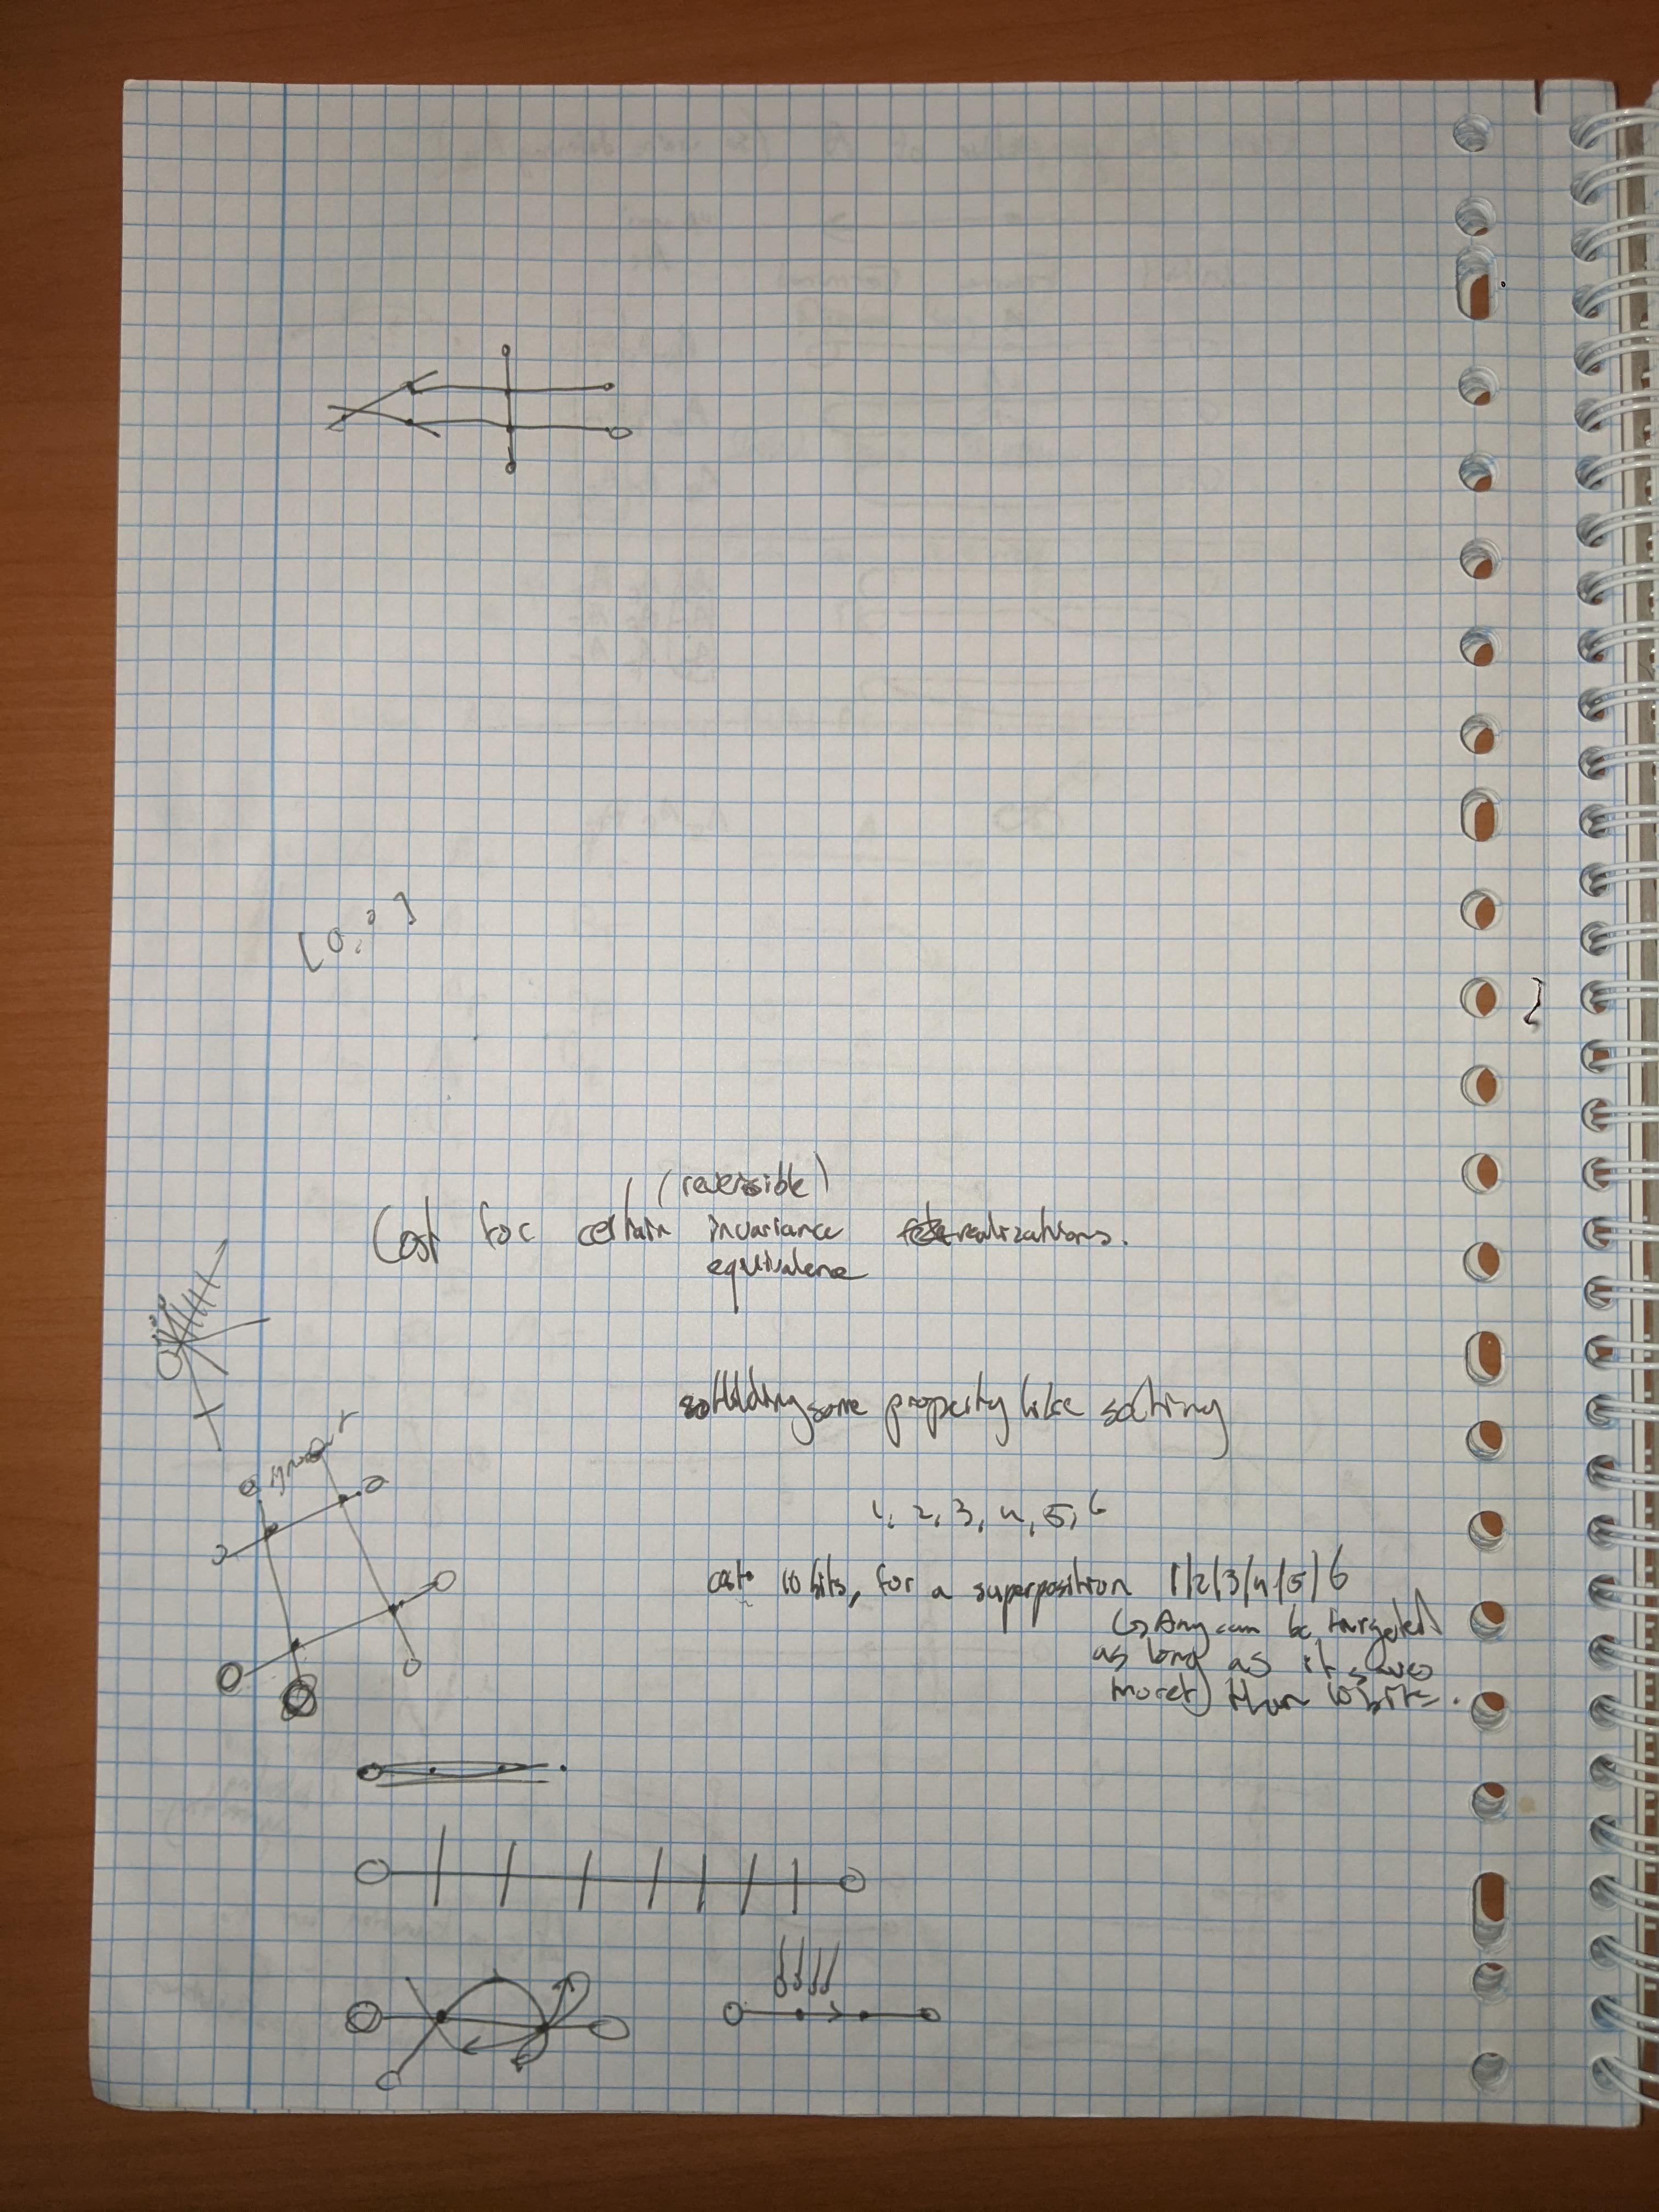 [0,2]
(reversible)
Cost for certain invariance realizations.
equivalence
some property like sorting
1, 2, 3, 4, 5, 6
cost 10 bits, for a superposition 1/2/3/4/5/6
↳ Any can be targeted
as long as it saves
more than 10 bits.